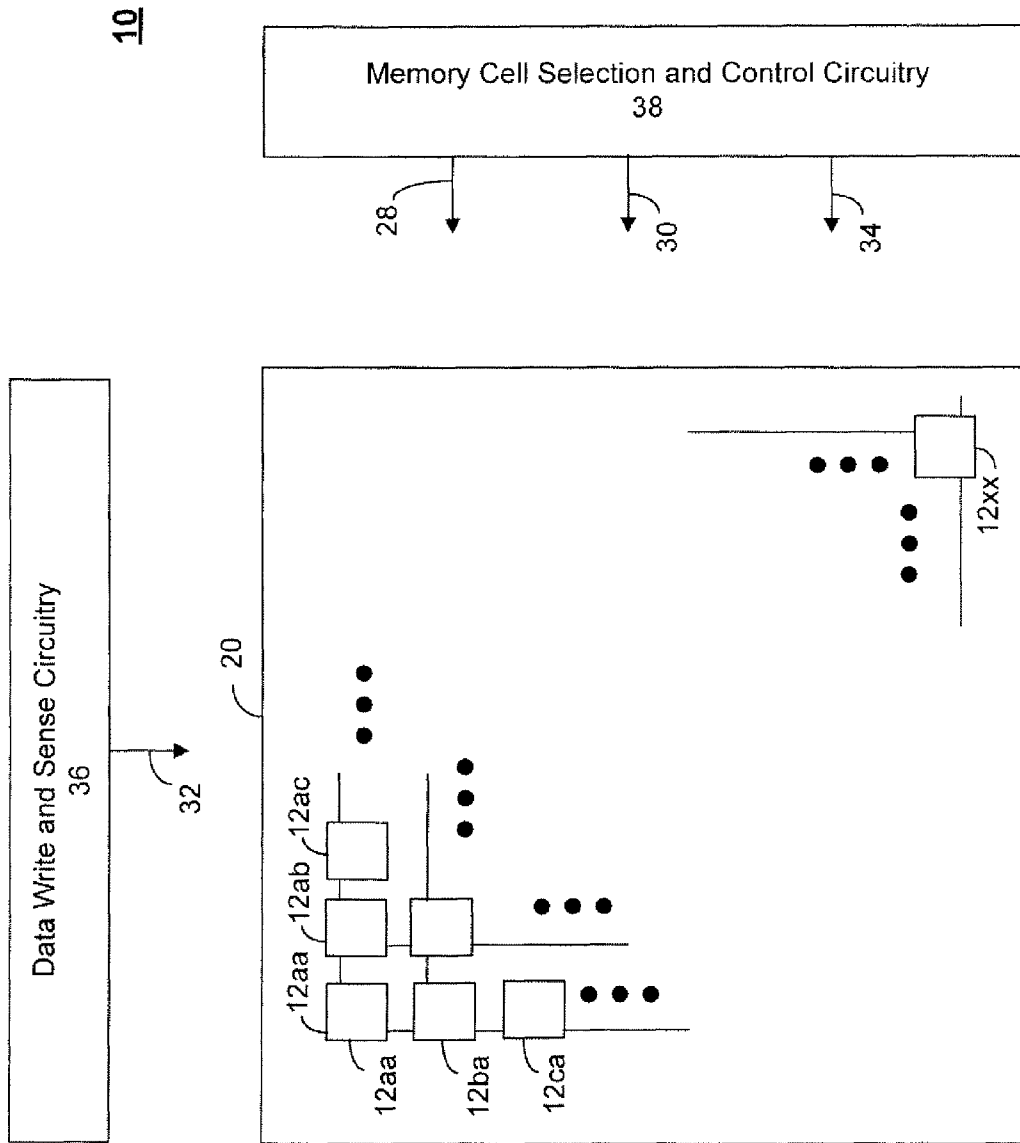 10
Data Write and Sense Circuitry
36
32
Memory Cell Selection and Control Circuitry
38
28
30
34
20
12aa
12ab
12ac
12aa
12ba
12ca
12xx